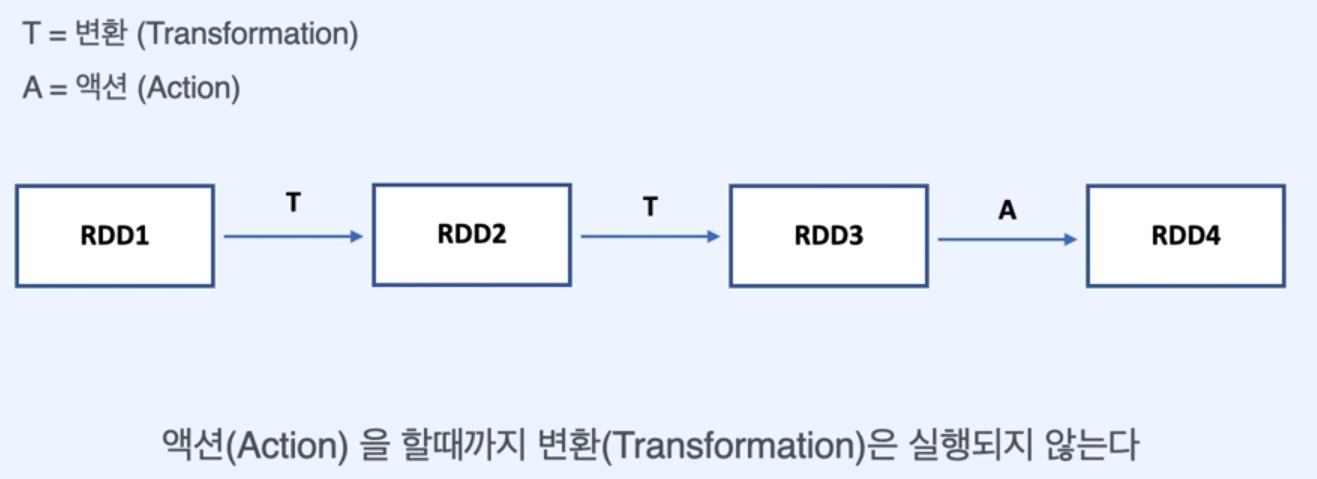 T = 변환 (Transformation)
A = 액션 (Action)
T
T
A
RDD1
RDD2
RDD3
RDD4
액션(Action) 을 할때까지 변환(Transformation)은 실행되지 않는다